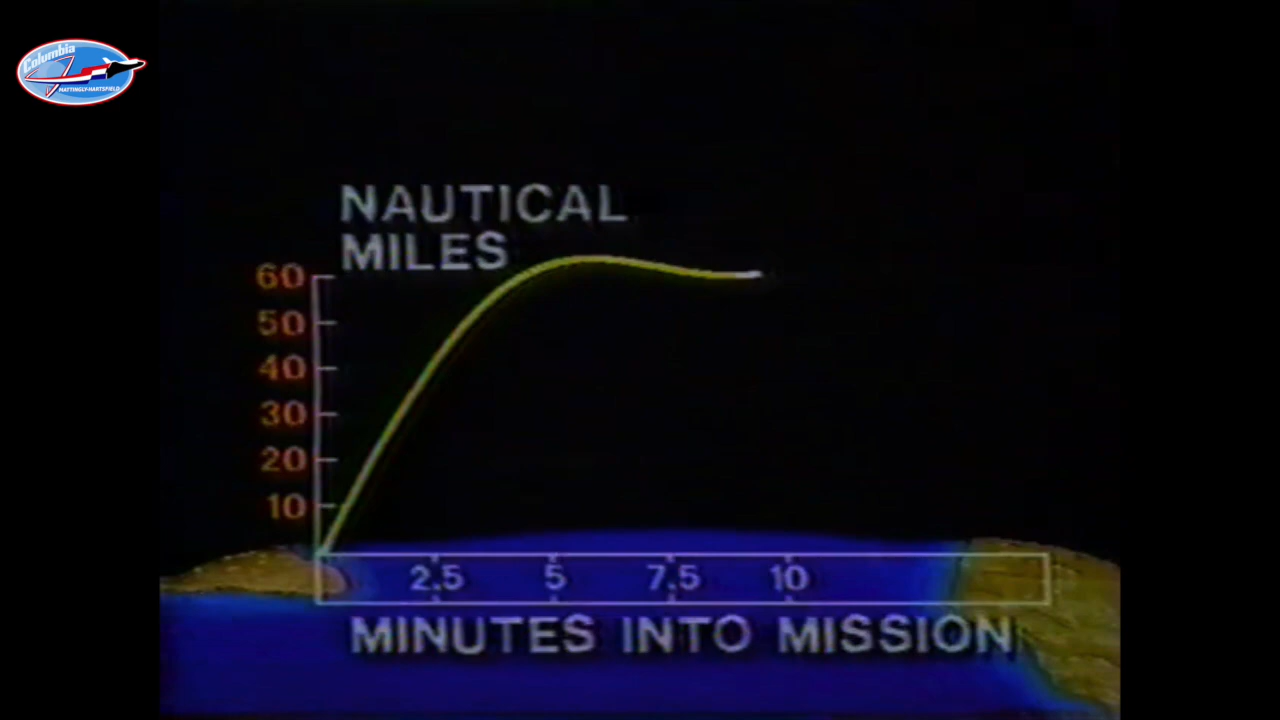 Columbia
MATTINGLY-HARTSFIELD
NAUTICAL
MILES
60
50
40
30
20
10
2.5 5 7.5 10
MINUTES INTO MISSION